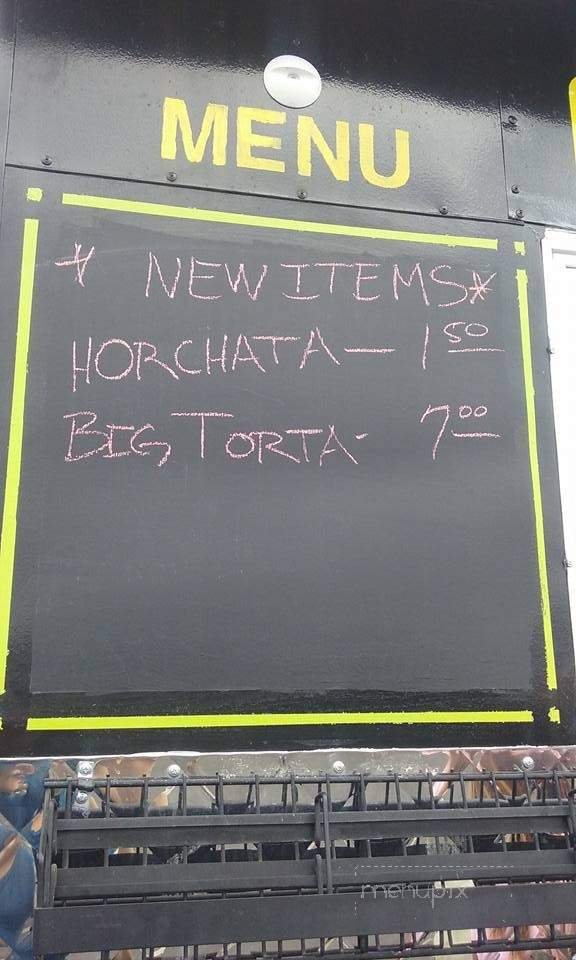 MENU
* NEW ITEMS*
HORCHATA — 1 50
BIG TORTA - 7 00
menupix